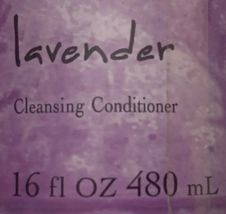 lavender
Cleansing Conditioner
16 fl OZ 480 mL